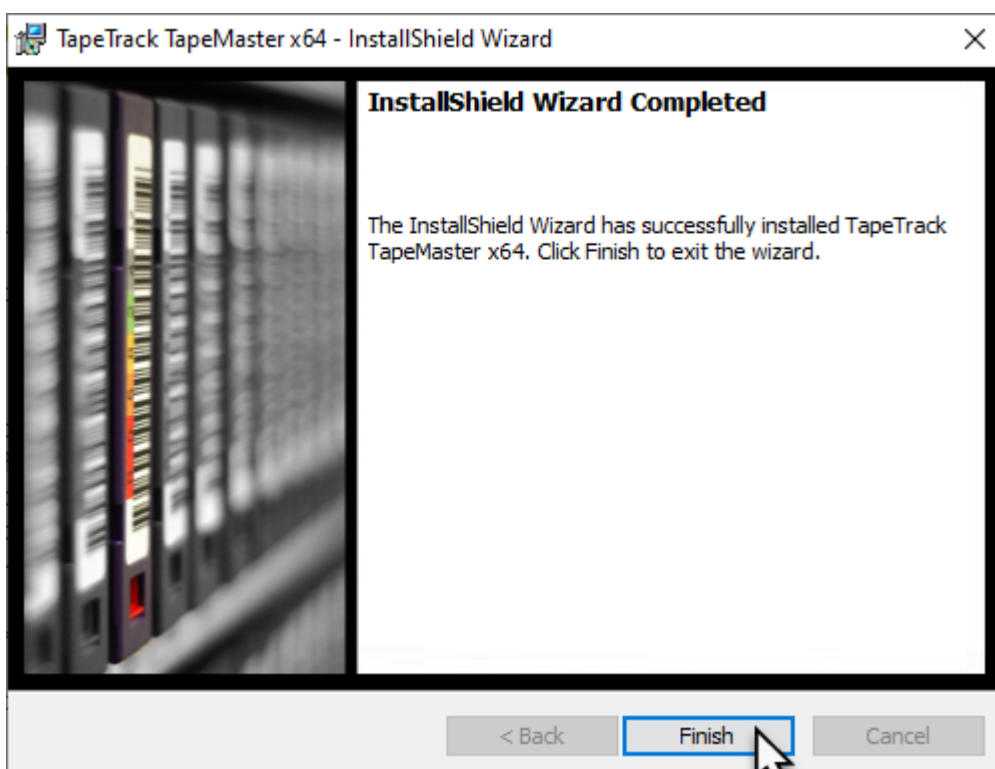 TapeTrack TapeMaster x64 - InstallShield Wizard
InstallShield Wizard Completed
The InstallShield Wizard has successfully installed TapeTrack
TapeMaster x64. Click Finish to exit the wizard.
< Back
Finish
Cancel